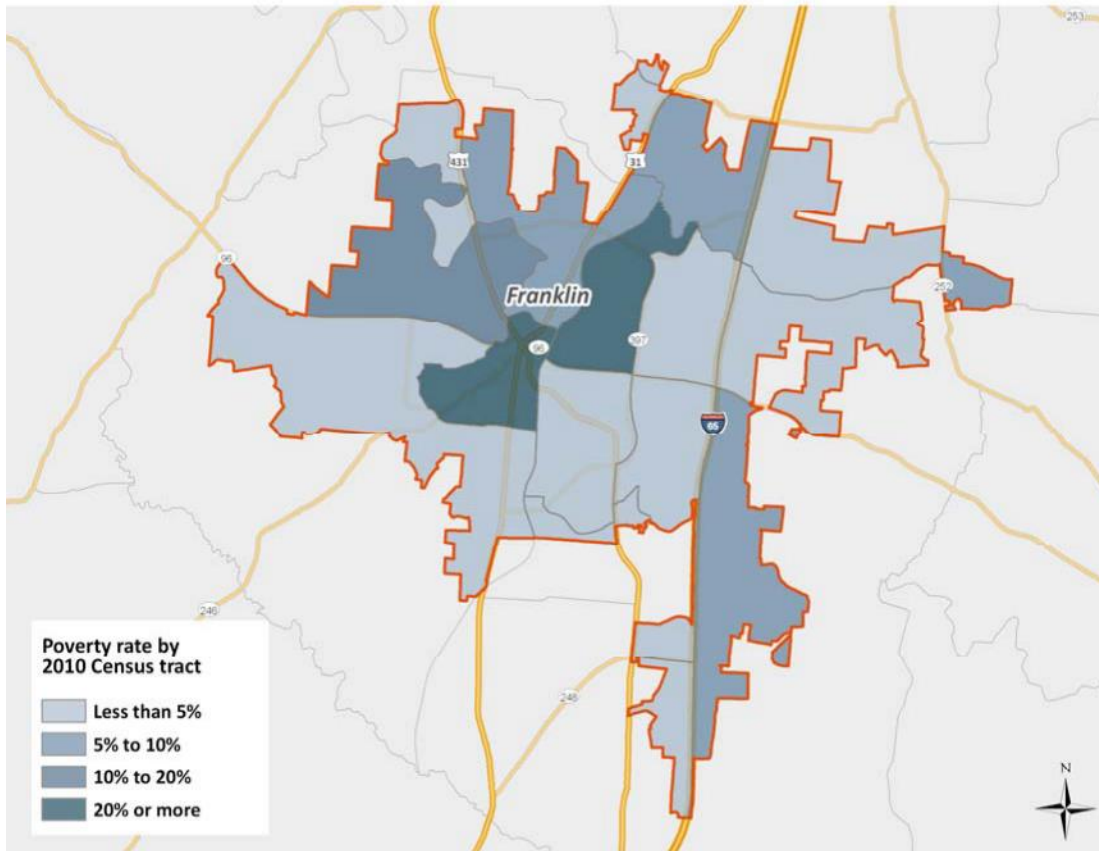 253
96
431
31
Franklin
252
96
397
65
246
246
Poverty rate by
2010 Census tract
Less than 5%
5% to 10%
10% to 20%
20% or more
N